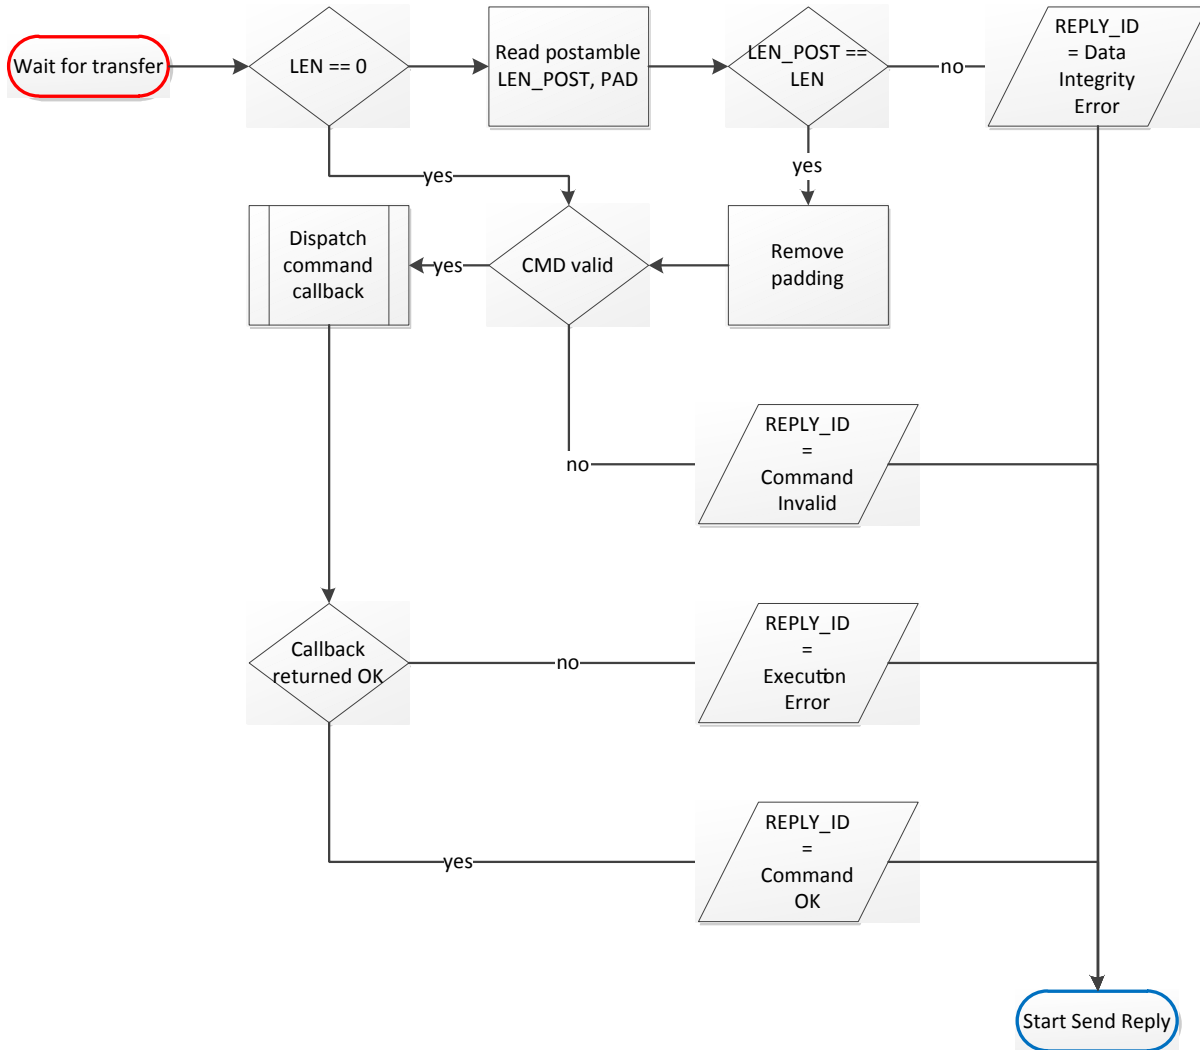 Wait for transfer
LEN == 0
Read postamble
LEN_POST, PAD
LEN_POST ==
LEN
no
REPLY_ID
= Data
Integrity
Error
yes
yes
Dispatch
command
callback
yes
CMD valid
Remove
padding
no
REPLY_ID
=
Command
Invalid
Callback
returned OK
no
REPLY_ID
=
Execution
Error
yes
REPLY_ID
=
Command
OK
Start Send Reply